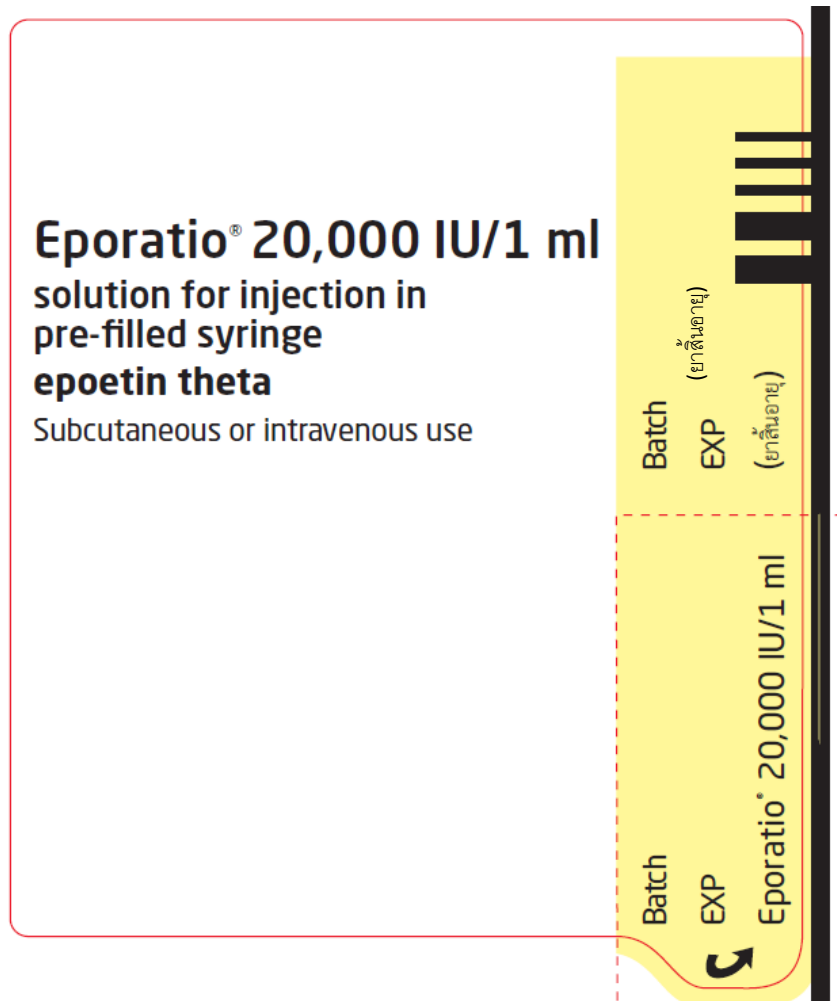 Eporatio® 20,000 IU/1 ml
solution for injection in
pre-filled syringe
epoetin theta
Subcutaneous or intravenous use
Batch
EXP (ยาสิ้นอายุ)
(ยาสิ้นอายุ)
Batch
EXP
Eporatio® 20,000 IU/1 ml